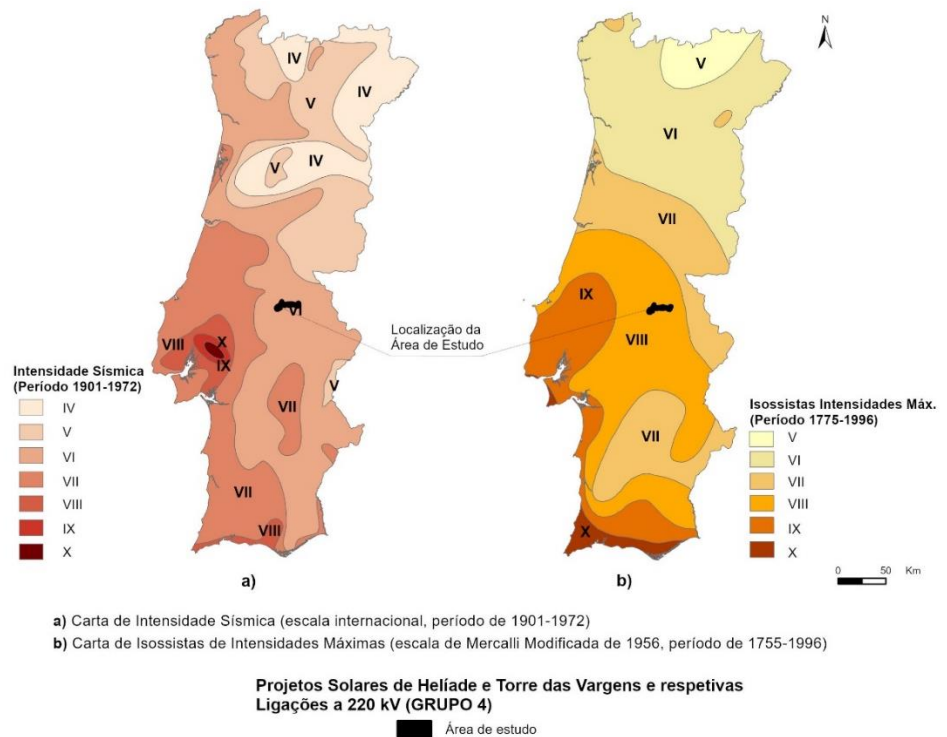 IV
IV
V
IV
V
VI
VIII
X
IX
V
VII
VII
VIII
Intensidade Sísmica
(Período 1901-1972)
IV
V
VI
VII
VIII
IX
X
a)
Localização da
Área de Estudo
N
V
VI
VII
IX
VIII
VII
X
Isossistas Intensidades Máx.
(Período 1775-1996)
V
VI
VII
VIII
IX
X
0 50 Km
b)
a) Carta de Intensidade Sísmica (escala internacional, período de 1901-1972)
b) Carta de Isossistas de Intensidades Máximas (escala de Mercalli Modificada de 1956, período de 1755-1996)
Projetos Solares de Helíade e Torre das Vargens e respetivas
Ligações a 220 kV (GRUPO 4)
Área de estudo